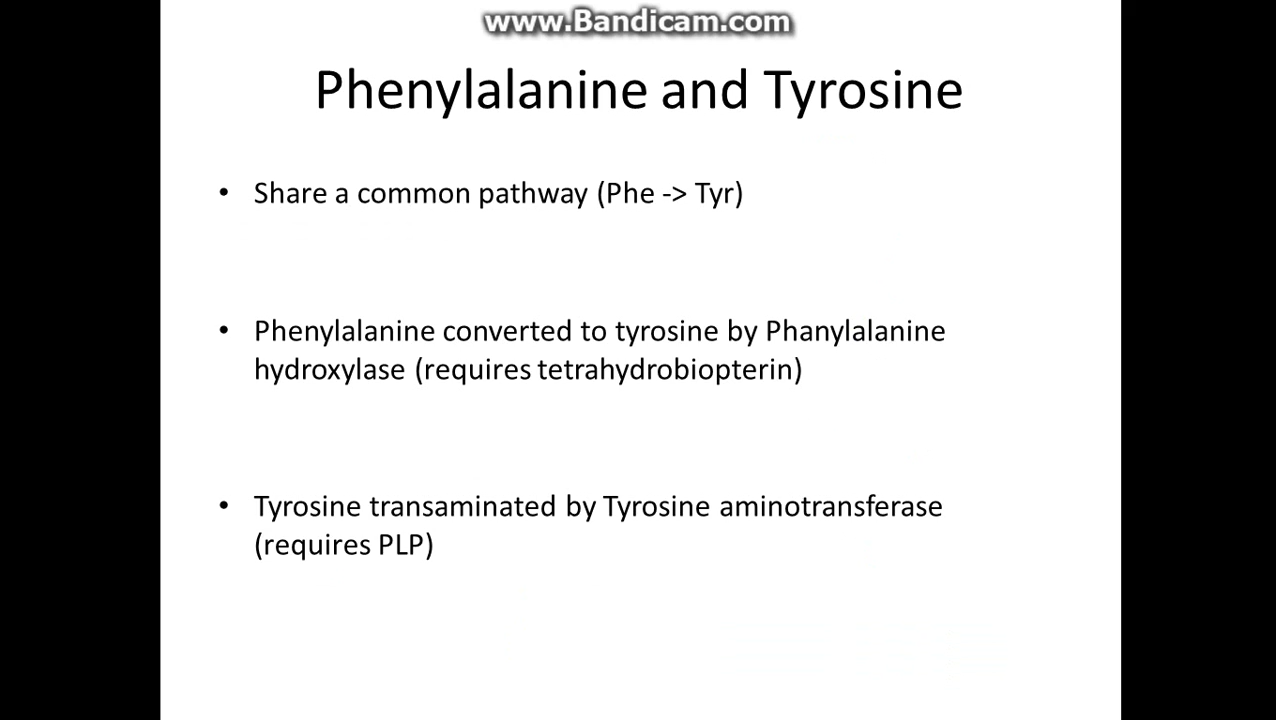 www.Bandicam.com
Phenylalanine and Tyrosine
• Share a common pathway (Phe -> Tyr)
• Phenylalanine converted to tyrosine by Phanylalanine
hydroxylase (requires tetrahydrobiopterin)
• Tyrosine transaminated by Tyrosine aminotransferase
(requires PLP)